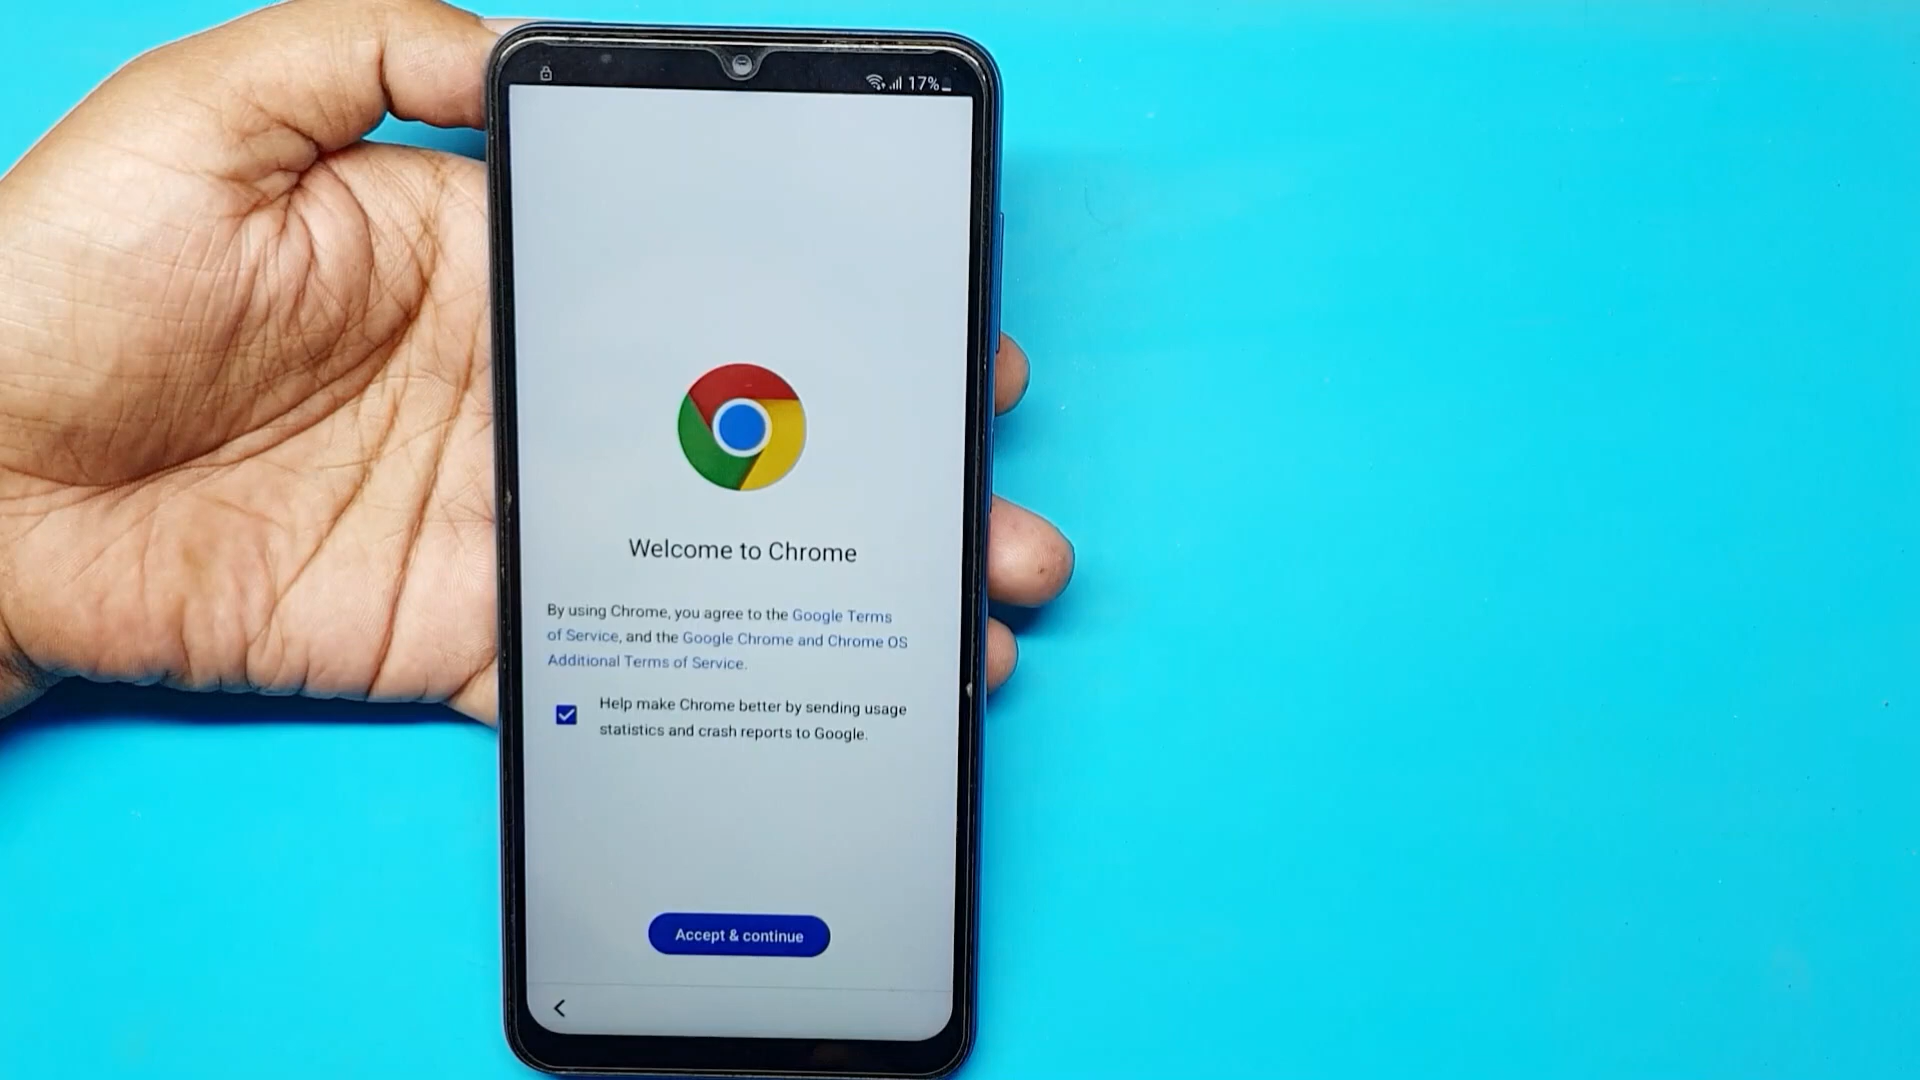 17%
Welcome to Chrome
By using Chrome, you agree to the Google Terms
of Service, and the Google Chrome and Chrome OS
Additional Terms of Service.
Help make Chrome better by sending usage
statistics and crash reports to Google.
Accept & continue